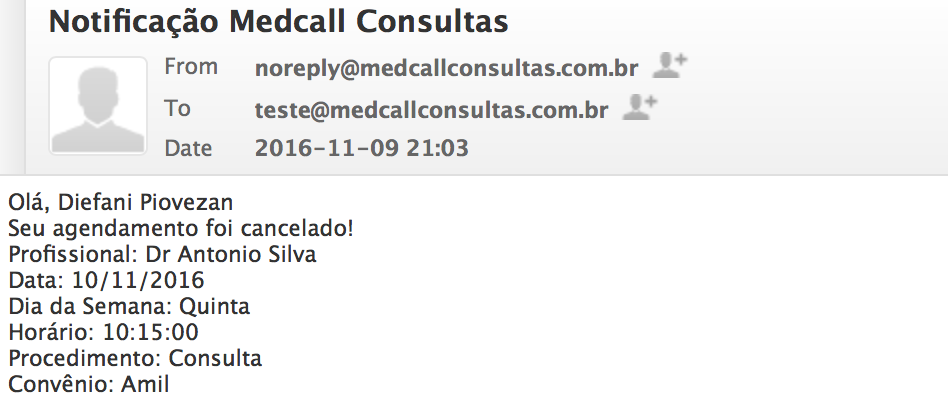 Notificação Medcall Consultas
From noreply@medcallconsultas.com.br
To teste@medcallconsultas.com.br
Date 2016-11-09 21:03
Olá, Diefani Piovezan
Seu agendamento foi cancelado!
Profissional: Dr Antonio Silva
Data: 10/11/2016
Dia da Semana: Quinta
Horário: 10:15:00
Procedimento: Consulta
Convênio: Amil